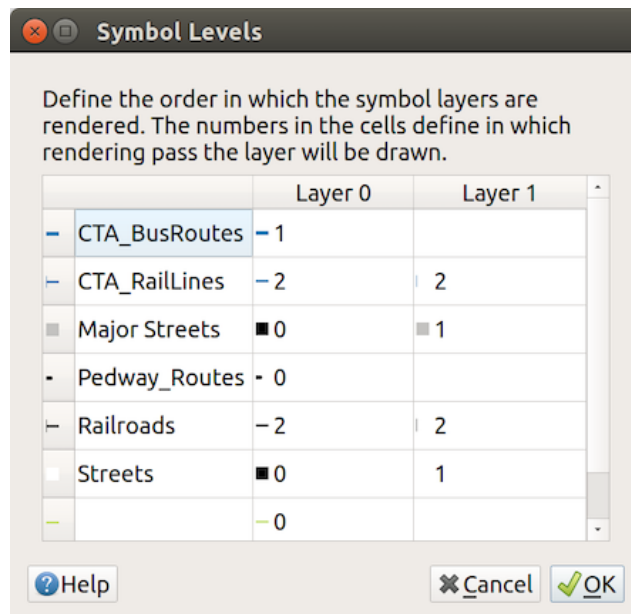 Symbol Levels
Define the order in which the symbol layers are
rendered. The numbers in the cells define in which
rendering pass the layer will be drawn.
Layer 0 Layer 1
CTA_BusRoutes 1
CTA_RailLines 2 2
Major Streets 0 1
Pedway_Routes 0
Railroads 2 2
Streets 0 1
0
Help Cancel OK